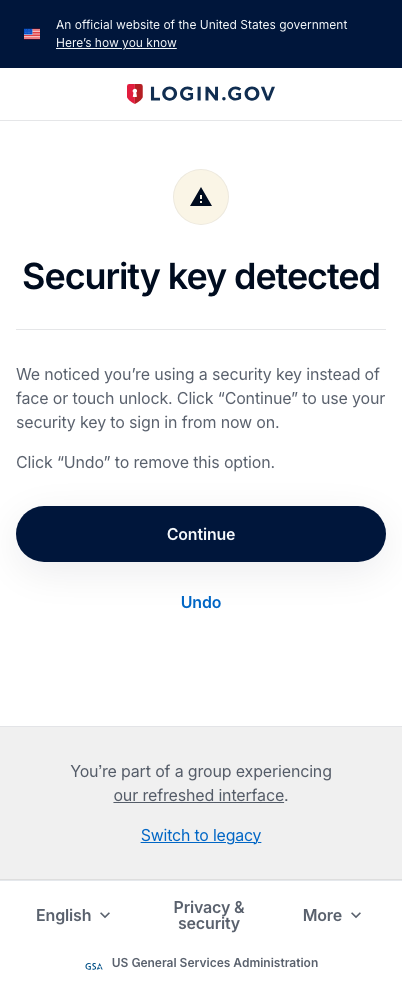 An official website of the United States government
Here’s how you know
LOGIN.GOV
Security key detected
We noticed you’re using a security key instead of
face or touch unlock. Click “Continue” to use your
security key to sign in from now on.
Click “Undo” to remove this option.
Continue
Undo
You’re part of a group experiencing
our refreshed interface.
Switch to legacy
English
Privacy &
security
More
GSA US General Services Administration